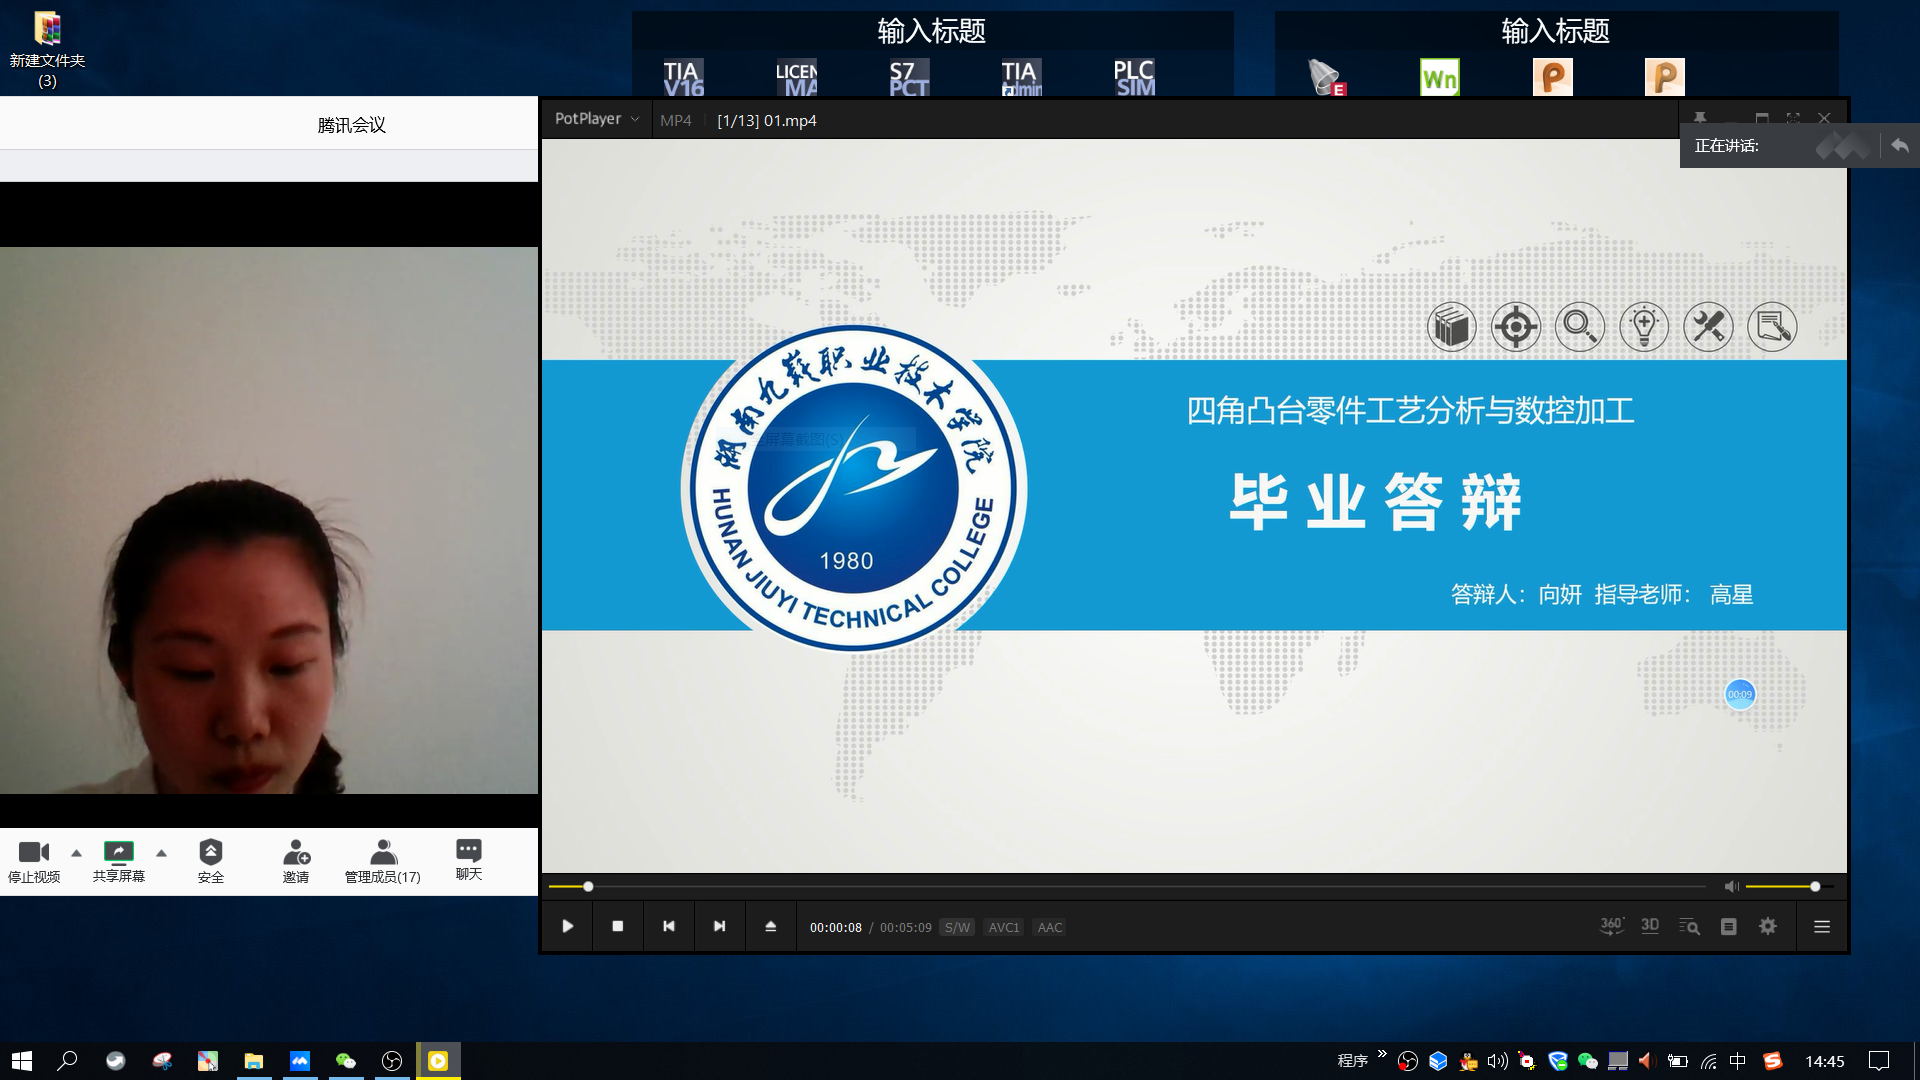 新建文件夹
(3)
输入标题
TIA
V16
LICEN
MA
S7
PCT
TIA
Admin
PLC
SIM
输入标题
E
Wn
P
P
腾讯会议
PotPlayer
MP4
[1/13] 01.mp4
正在讲话:
湖南九嶷职业技术学院
1980
HUNAN JIUYI TECHNICAL COLLEGE
全屏幕截图(S)
四角凸台零件工艺分析与数控加工
毕业答辩
答辩人：向妍 指导老师： 高星
00:09
停止视频
共享屏幕
安全
邀请
管理成员(17)
聊天
00:00:08 / 00:05:09 S/W AVC1 AAC
360°
3D
程序
中
14:45